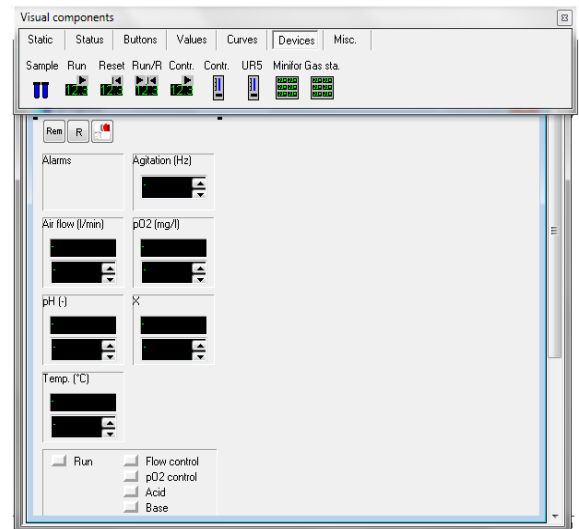 Visual components
Static Status Buttons Values Curves Devices Misc.
Sample Run Reset Run/R Contr. Contr. UR5 Minifor Gas sta.
Rem R
Alarms Agitation (Hz)
Air flow (l/min) pO2 (mg/l)
pH (-) X
Temp. (°C)
Run Flow control
pO2 control
Acid
Base